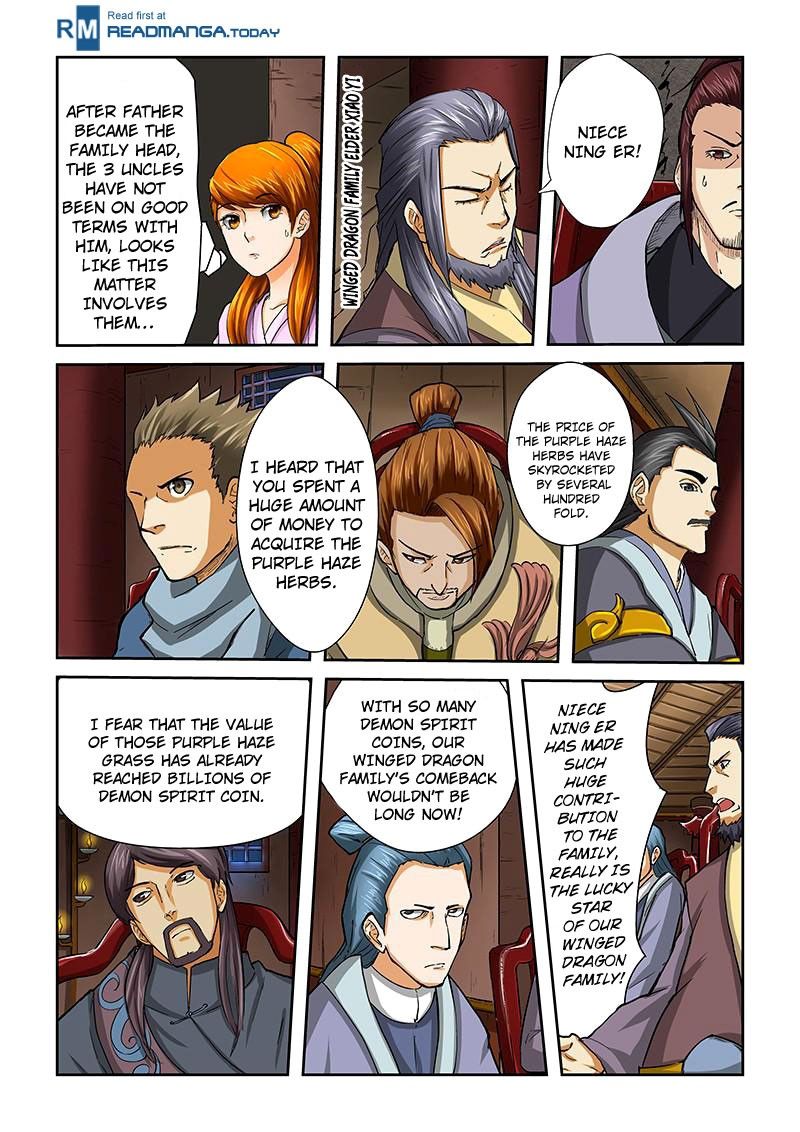 Read first at
RM READMANGA.TODAY
AFTER FATHER
BECAME THE
FAMILY HEAD,
THE 3 UNCLES
HAVE NOT
BEEN ON GOOD
TERMS WITH
HIM, LOOKS
LIKE THIS
MATTER
INVOLVES
THEM...
WINGED DRAGON FAMILY ELDER XIAO YI
NIECE
NING ER!
I HEARD THAT
YOU SPENT A
HUGE AMOUNT
OF MONEY TO
ACQUIRE THE
PURPLE HAZE
HERBS.
THE PRICE OF
THE PURPLE HAZE
HERBS HAVE
SKYROCKETED
BY SEVERAL
HUNDRED
FOLD.
I FEAR THAT THE VALUE
OF THOSE PURPLE HAZE
GRASS HAS ALREADY
REACHED BILLIONS OF
DEMON SPIRIT COIN.
WITH SO MANY
DEMON SPIRIT
COINS, OUR
WINGED DRAGON
FAMILY'S COMEBACK
WOULDN'T BE
LONG NOW!
NIECE
NING ER
HAS MADE
SUCH
HUGE
CONTRI-
BUTION
TO THE
FAMILY,
REALLY IS
THE LUCKY
STAR
OF OUR
WINGED
DRAGON
FAMILY!